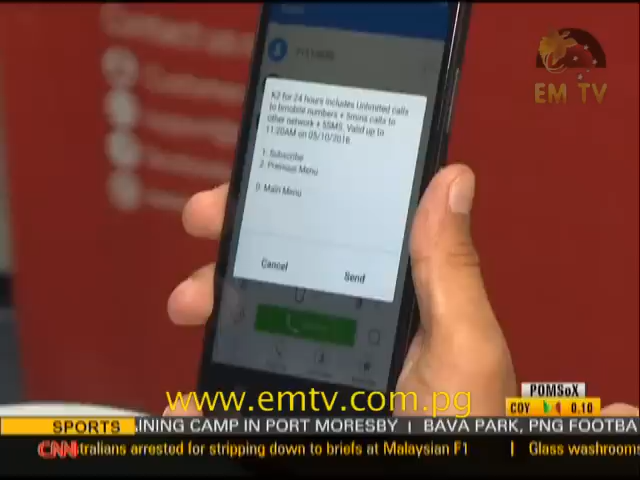 Contact us
EM TV
K2 for 24 hours includes Unlimited calls
to bmobile numbers + 5mins calls to
other network + 5SMS. Valid up to
11:20AM on 05/10/2016.
1. Subscribe
2. Previous Menu
0. Main Menu
Cancel
Send
www.emtv.com.pg
POMSoX
COY 0.10
SPORTS
INING CAMP IN PORT MORESBY | BAVA PARK, PNG FOOTBA
CNN
tralians arrested for stripping down to briefs at Malaysian F1 | Glass washrooms